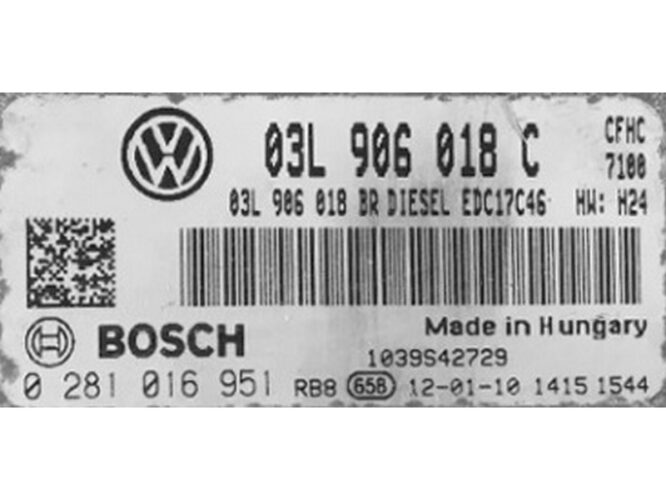 03L 906 018 C CFHC
7100
03L 906 018 BR DIESEL EDC17C46 HW: H24
BOSCH Made in Hungary
1039S42729
0 281 016 951 RB8 658 12-01-10 1415 1544